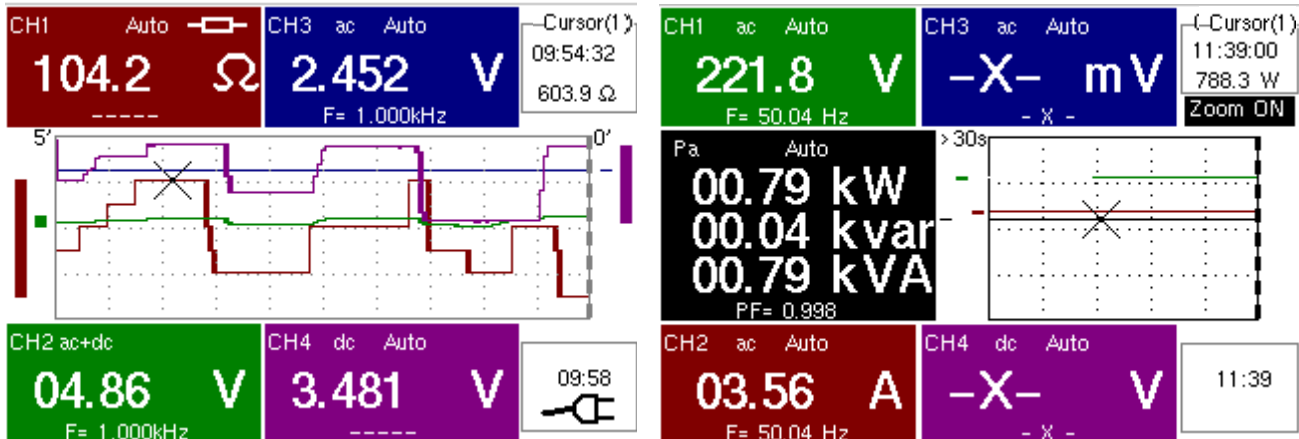 CH1 Auto
104.2 Ω
-----
CH3 ac Auto
2.452 V
F= 1.000kHz
Cursor(1)
09:54:32
603.9 Ω
5' 0'
CH2 ac+dc
04.86 V
F= 1.000kHz
CH4 dc Auto
3.481 V
-----
09:58
CH1 ac Auto
221.8 V
F= 50.04 Hz
CH3 ac Auto
-X- mV
- X -
Cursor(1)
11:39:00
788.3 W
Zoom ON
Pa Auto
00.79 kW
00.04 kvar
00.79 kVA
PF= 0.998
>30s
CH2 ac Auto
03.56 A
F= 50.04 Hz
CH4 dc Auto
-X- V
- X -
11:39